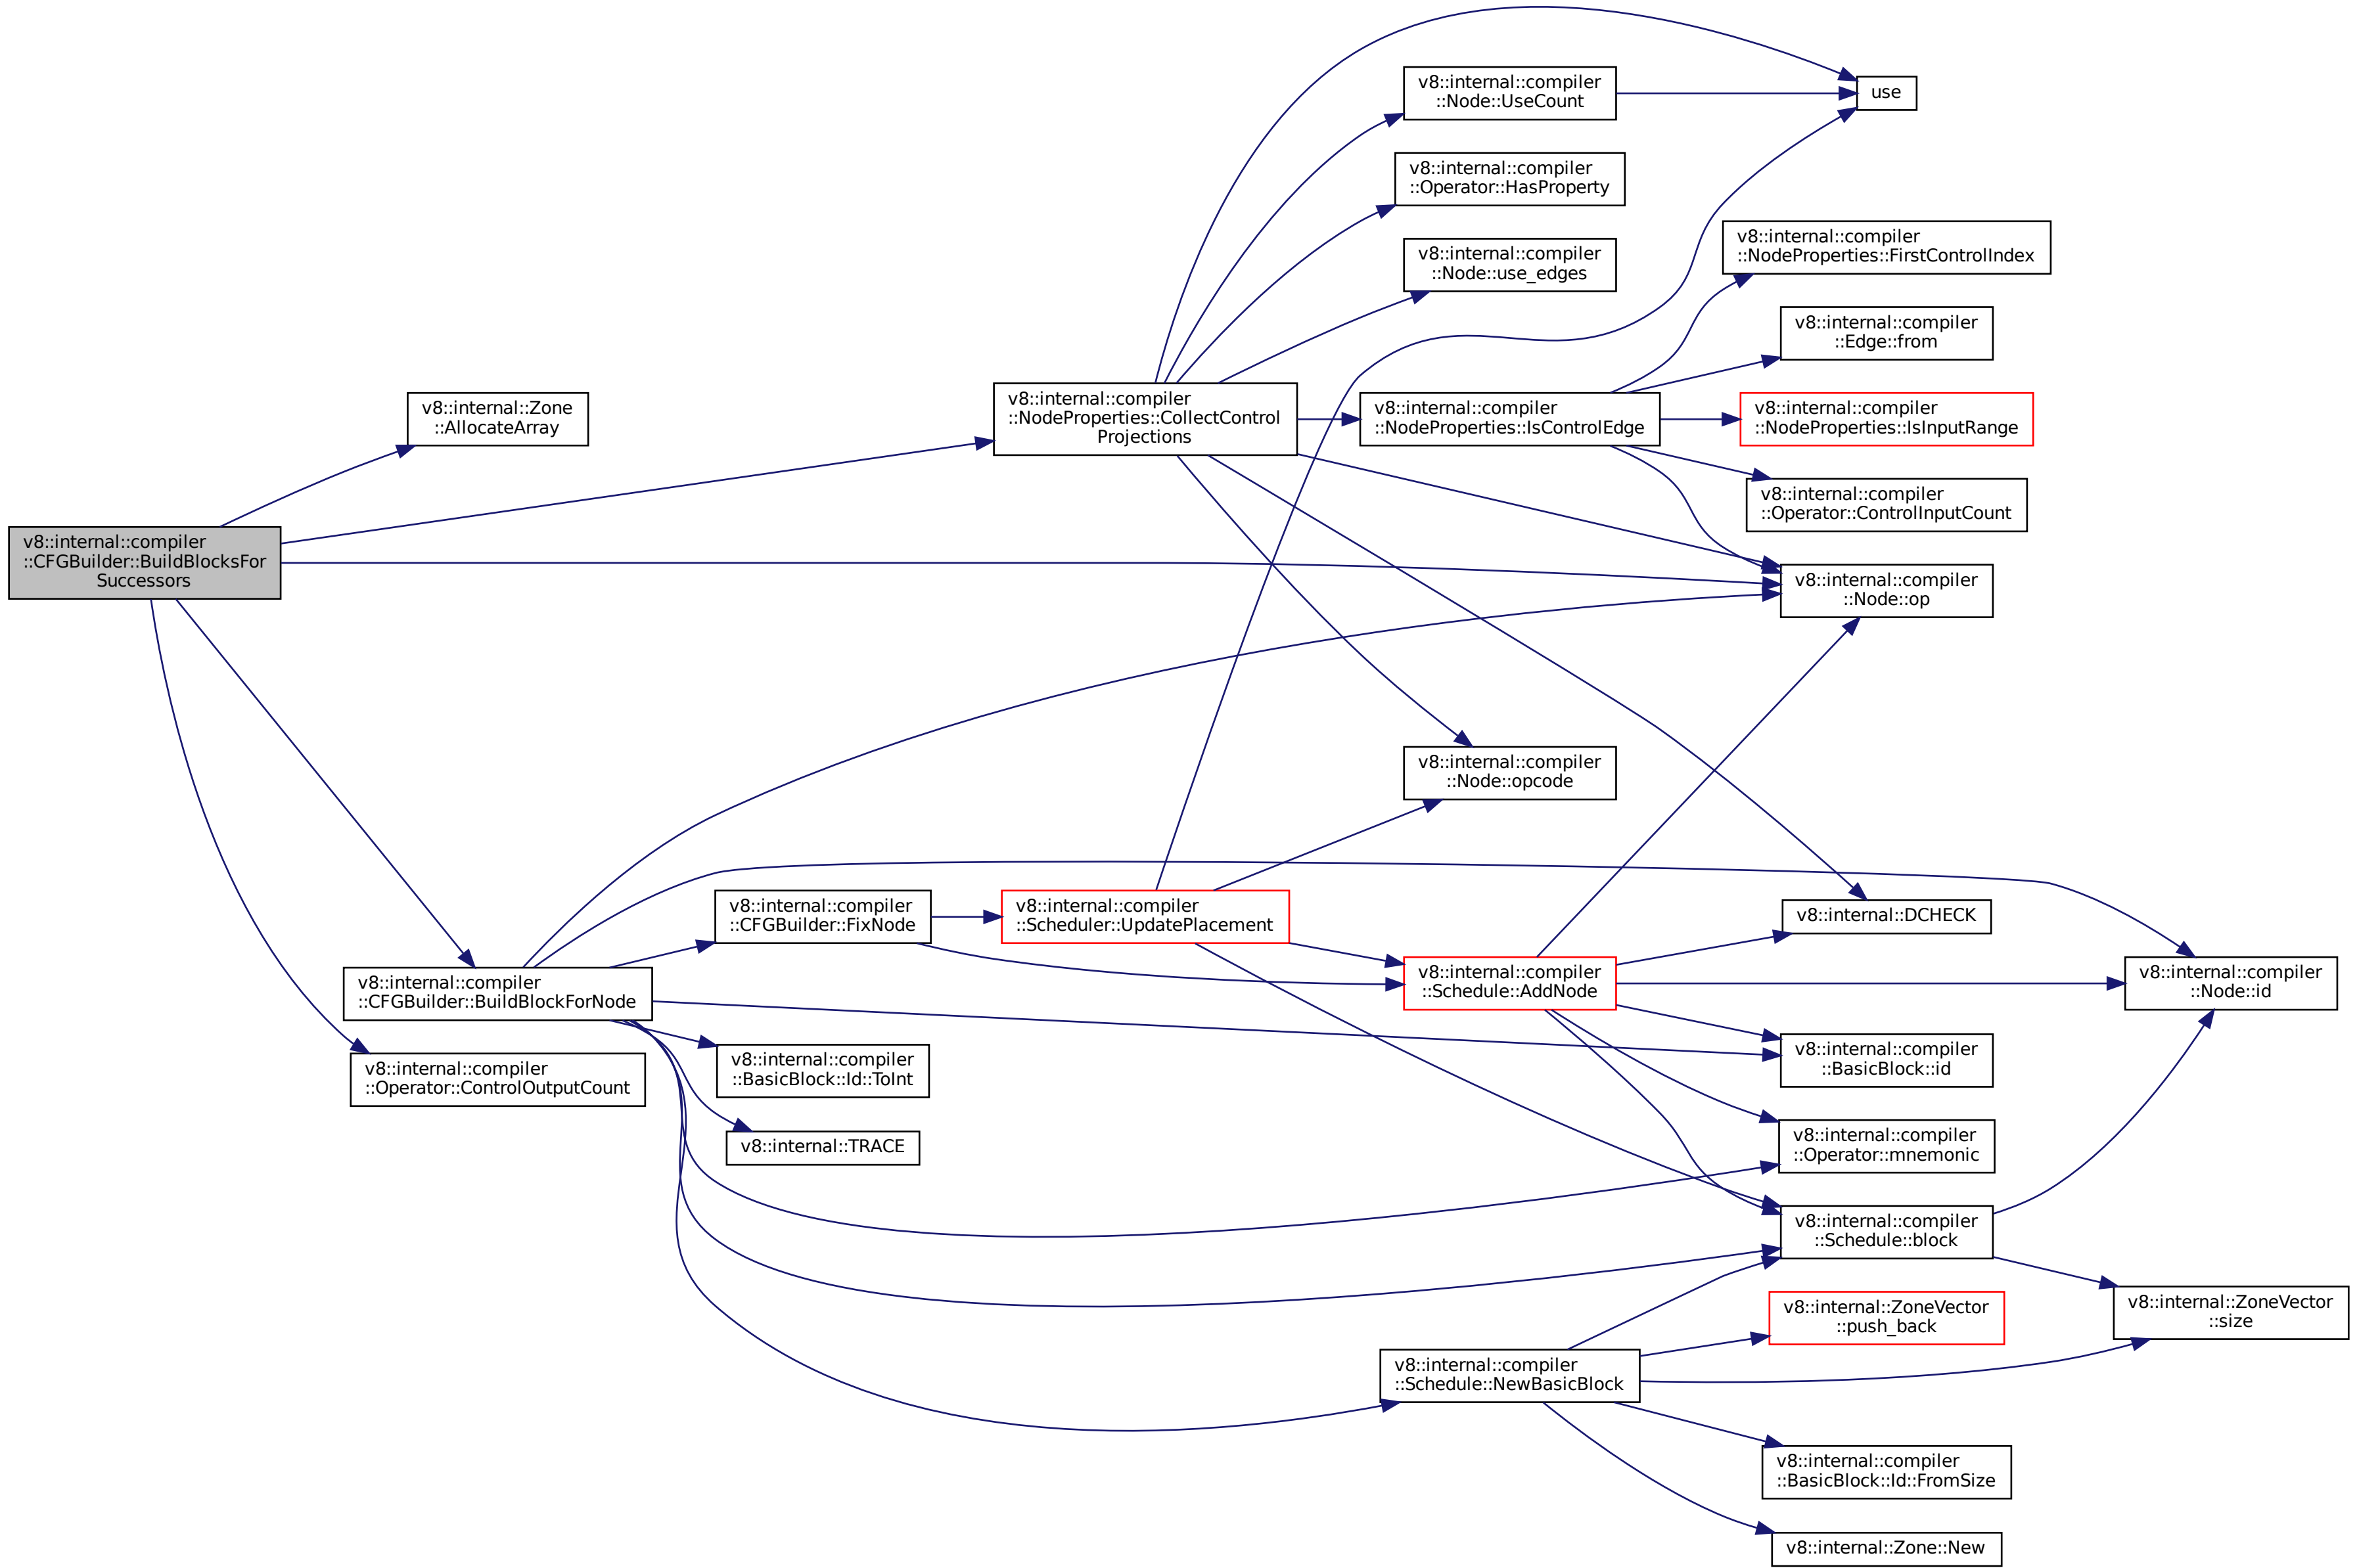 v8::internal::compiler
::CFGBuilder::BuildBlocksFor
Successors
v8::internal::Zone
::AllocateArray
v8::internal::compiler
::NodeProperties::CollectControl
Projections
v8::internal::compiler
::Node::UseCount
use
v8::internal::compiler
::Operator::HasProperty
v8::internal::compiler
::Node::use_edges
v8::internal::compiler
::NodeProperties::IsControlEdge
v8::internal::compiler
::NodeProperties::FirstControlIndex
v8::internal::compiler
::Edge::from
v8::internal::compiler
::NodeProperties::IsInputRange
v8::internal::compiler
::Operator::ControlInputCount
v8::internal::compiler
::Node::op
v8::internal::compiler
::Node::opcode
v8::internal::DCHECK
v8::internal::compiler
::CFGBuilder::BuildBlockForNode
v8::internal::compiler
::Operator::ControlOutputCount
v8::internal::compiler
::CFGBuilder::FixNode
v8::internal::compiler
::Scheduler::UpdatePlacement
v8::internal::compiler
::Schedule::AddNode
v8::internal::compiler
::Node::id
v8::internal::compiler
::BasicBlock::Id::ToInt
v8::internal::TRACE
v8::internal::compiler
::BasicBlock::id
v8::internal::compiler
::Operator::mnemonic
v8::internal::compiler
::Schedule::block
v8::internal::ZoneVector
::size
v8::internal::ZoneVector
::push_back
v8::internal::compiler
::Schedule::NewBasicBlock
v8::internal::compiler
::BasicBlock::Id::FromSize
v8::internal::Zone::New